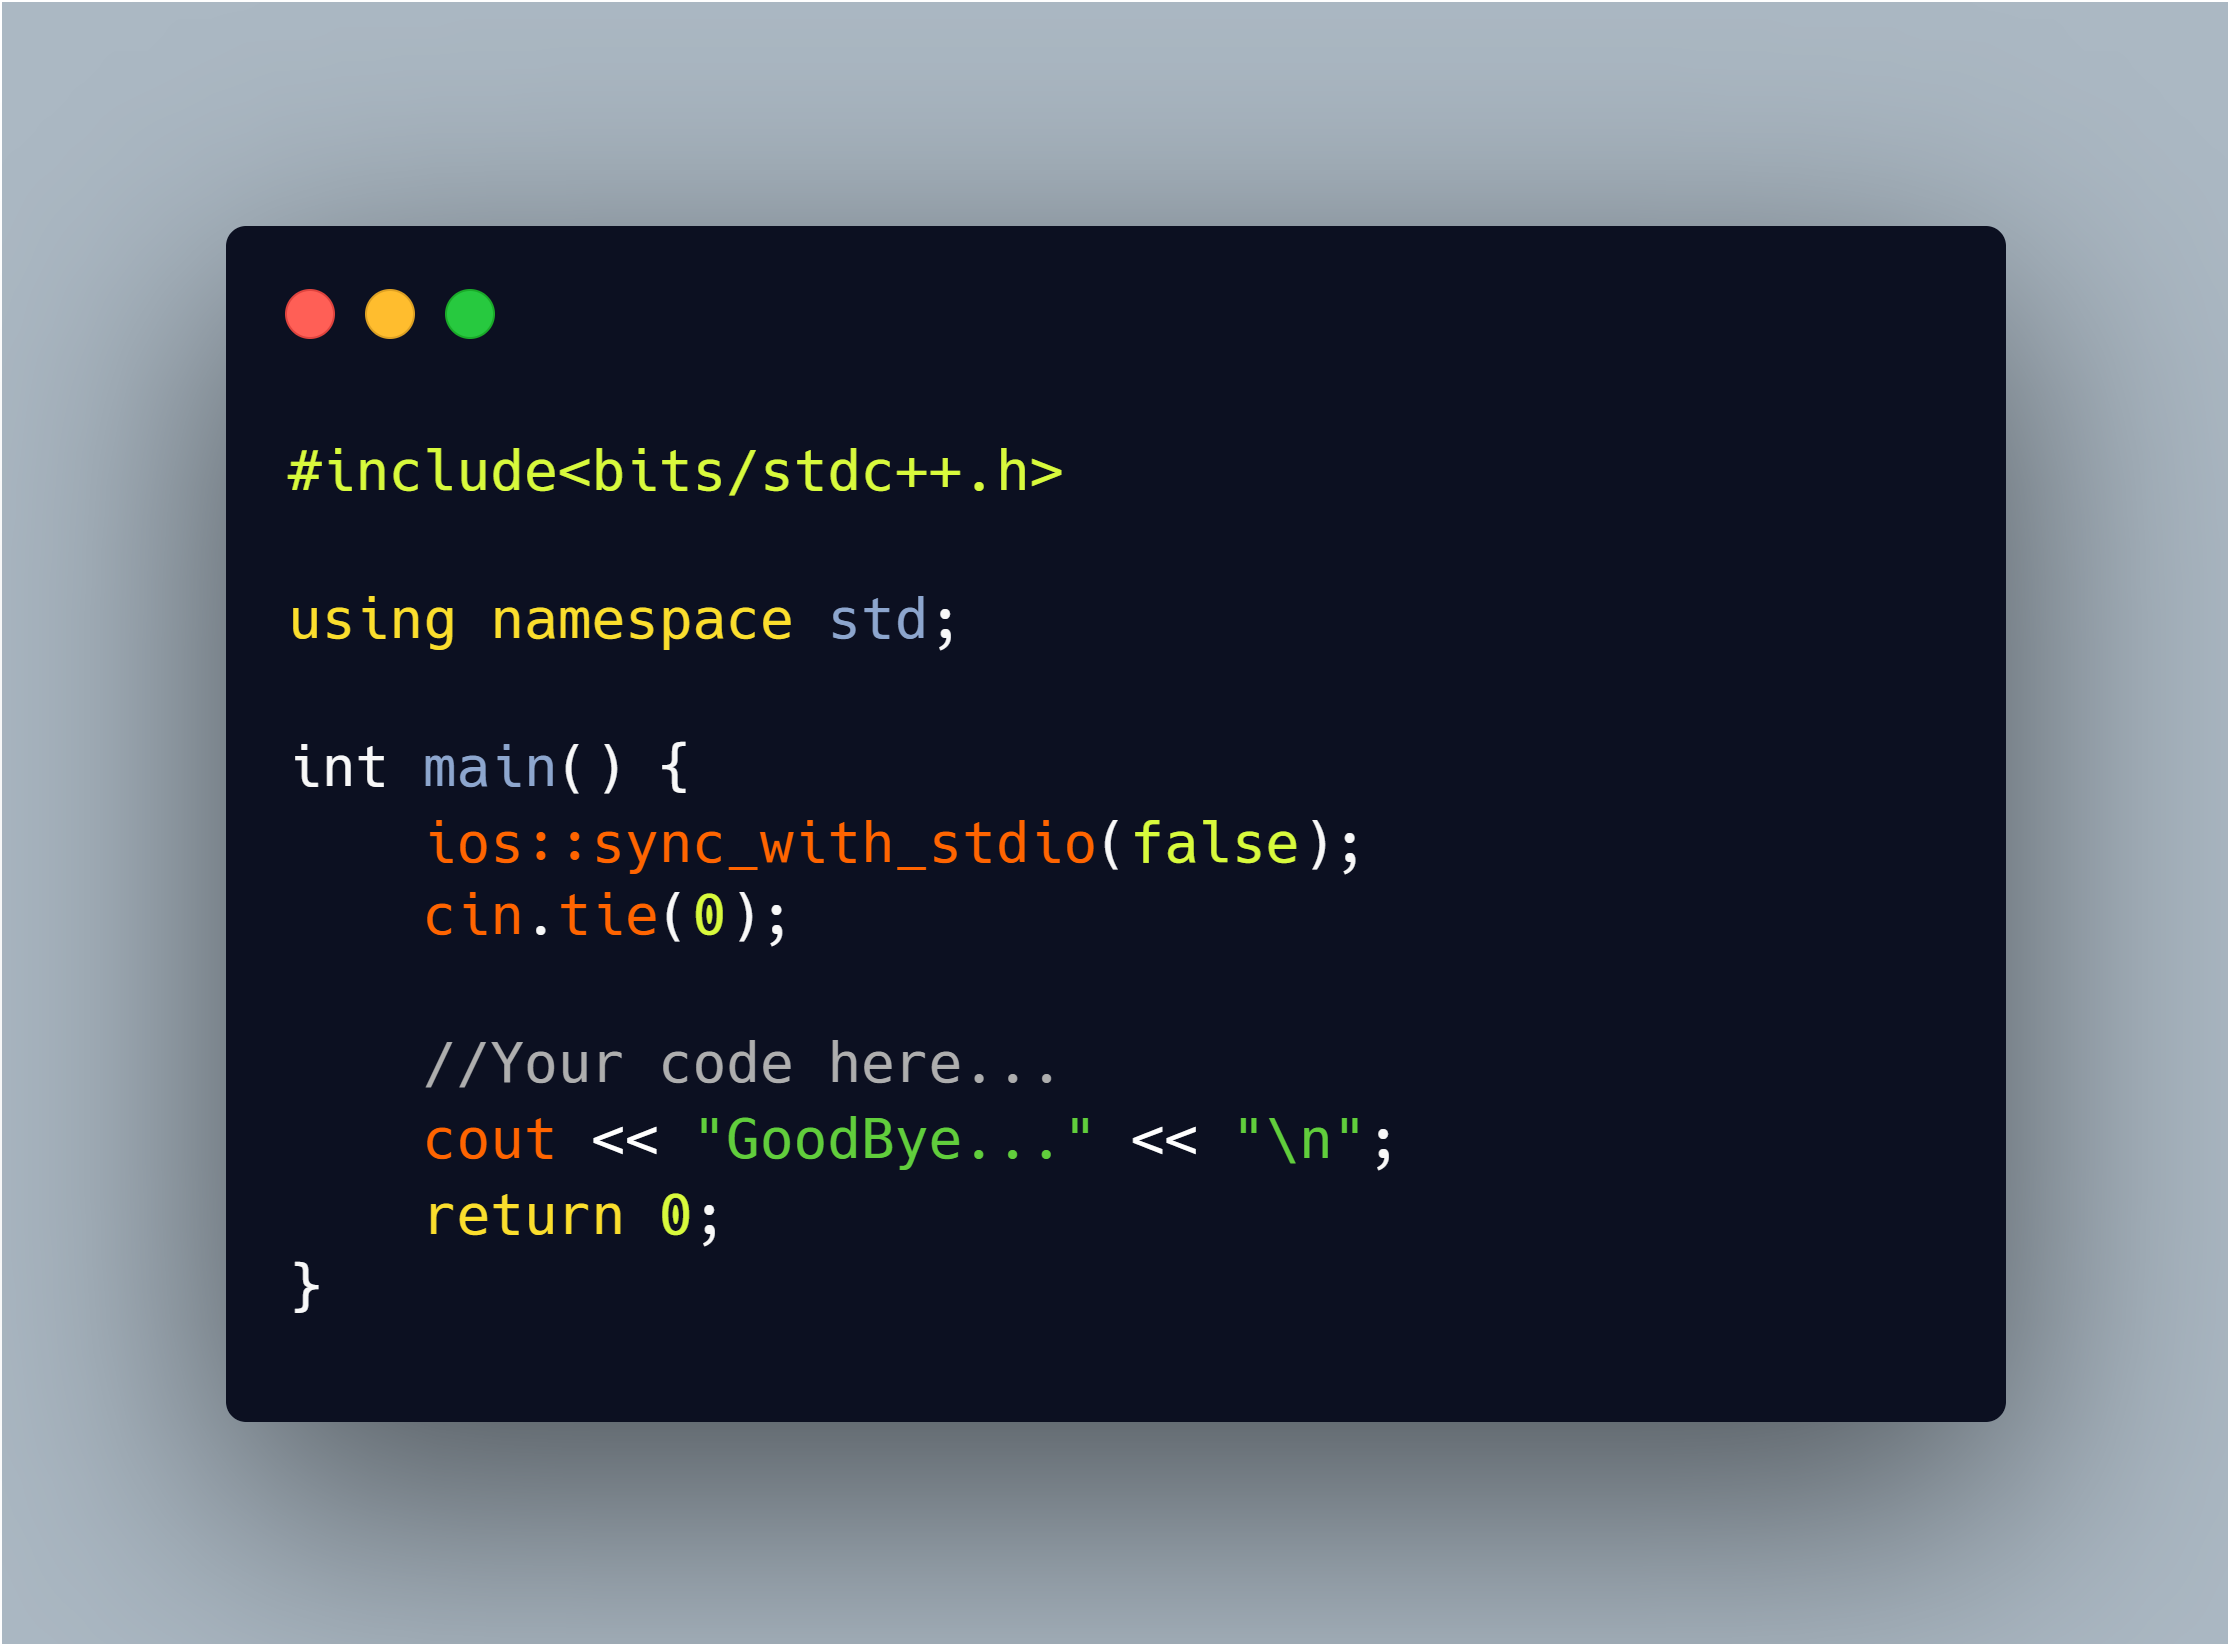 #include<bits/stdc++.h>
using namespace std;
int main() {
    ios::sync_with_stdio(false);
    cin.tie(0);
    //Your code here...
    cout << "GoodBye..." << "\n";
    return 0;
}